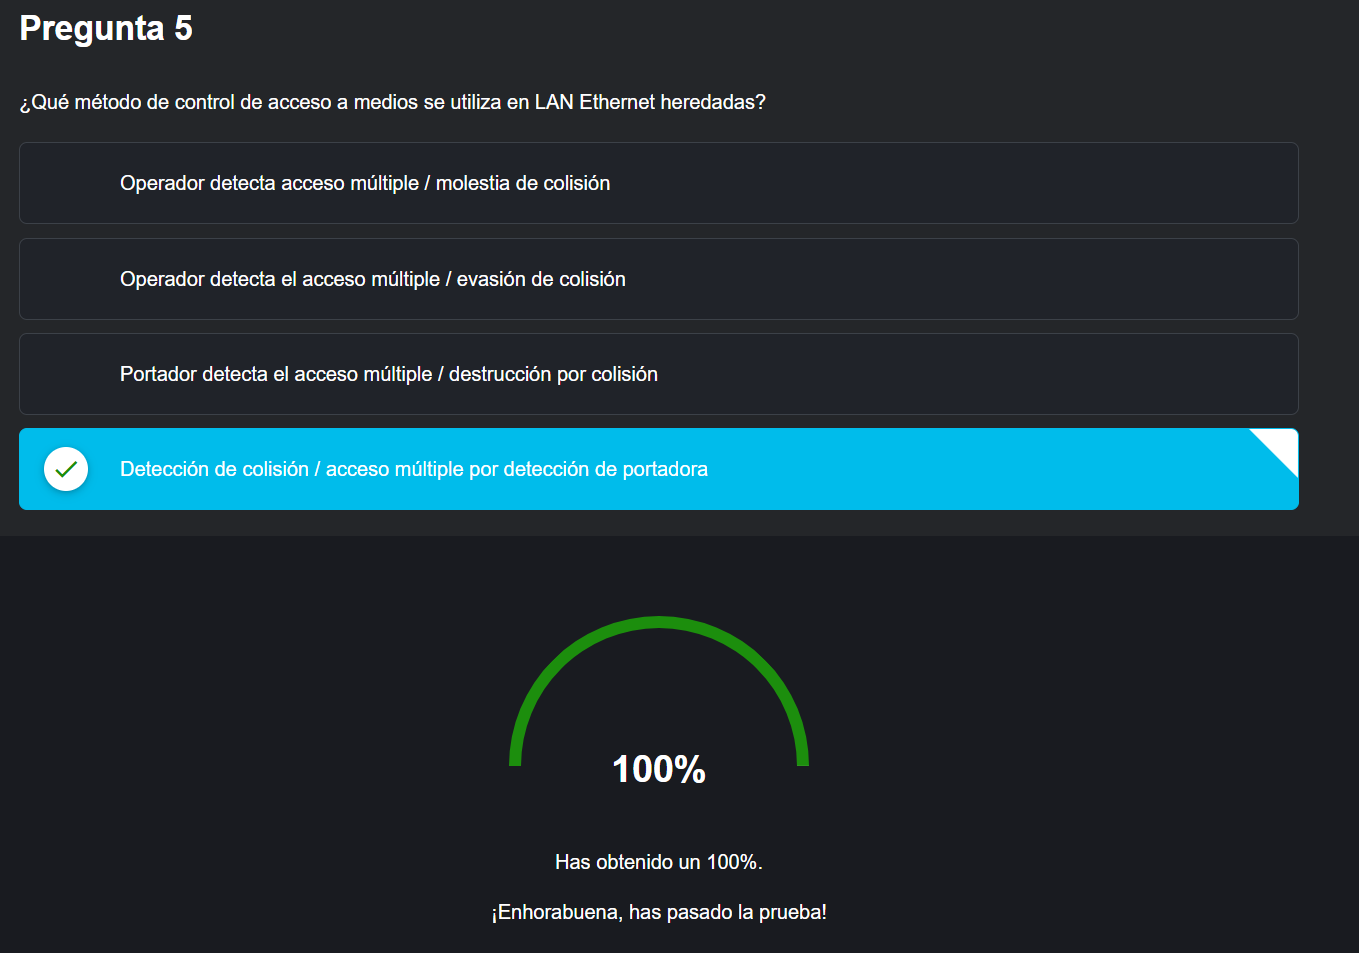 Pregunta 5
¿Qué método de control de acceso a medios se utiliza en LAN Ethernet heredadas?
Operador detecta acceso múltiple / molestia de colisión
Operador detecta el acceso múltiple / evasión de colisión
Portador detecta el acceso múltiple / destrucción por colisión
Detección de colisión / acceso múltiple por detección de portadora
100%
Has obtenido un 100%.
¡Enhorabuena, has pasado la prueba!